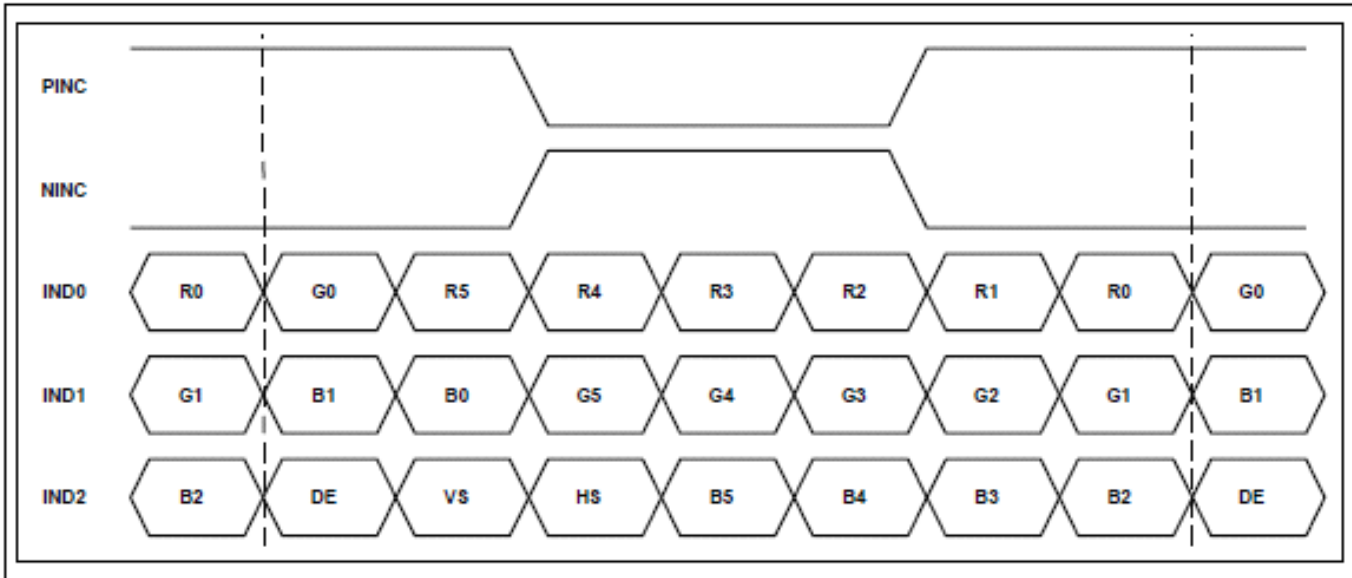 PINC
NINC
IND0 R0 G0 R5 R4 R3 R2 R1 R0 G0
IND1 G1 B1 B0 G5 G4 G3 G2 G1 B1
IND2 B2 DE VS HS B5 B4 B3 B2 DE